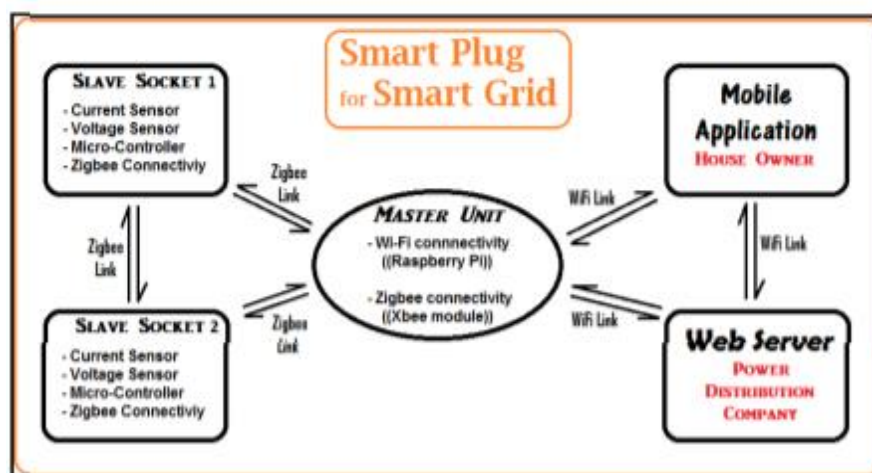 Smart Plug
for Smart Grid
SLAVE SOCKET 1
- Current Sensor
- Voltage Sensor
- Micro-Controller
- Zigbee Connectiviy
Zigbee
Link
Zigbee
Link
SLAVE SOCKET 2
- Current Sensor
- Voltage Sensor
- Micro-Controller
- Zigbee Connectiviy
Zigbee
Link
MASTER UNIT
- Wi-Fi connnectivity
((Raspberry Pi))
- Zigbee connectivity
((Xbee module))
WiFi Link
WiFi Link
Mobile
Application
HOUSE OWNER
WiFi Link
Web Server
POWER
DISTRIBUTION
COMPANY